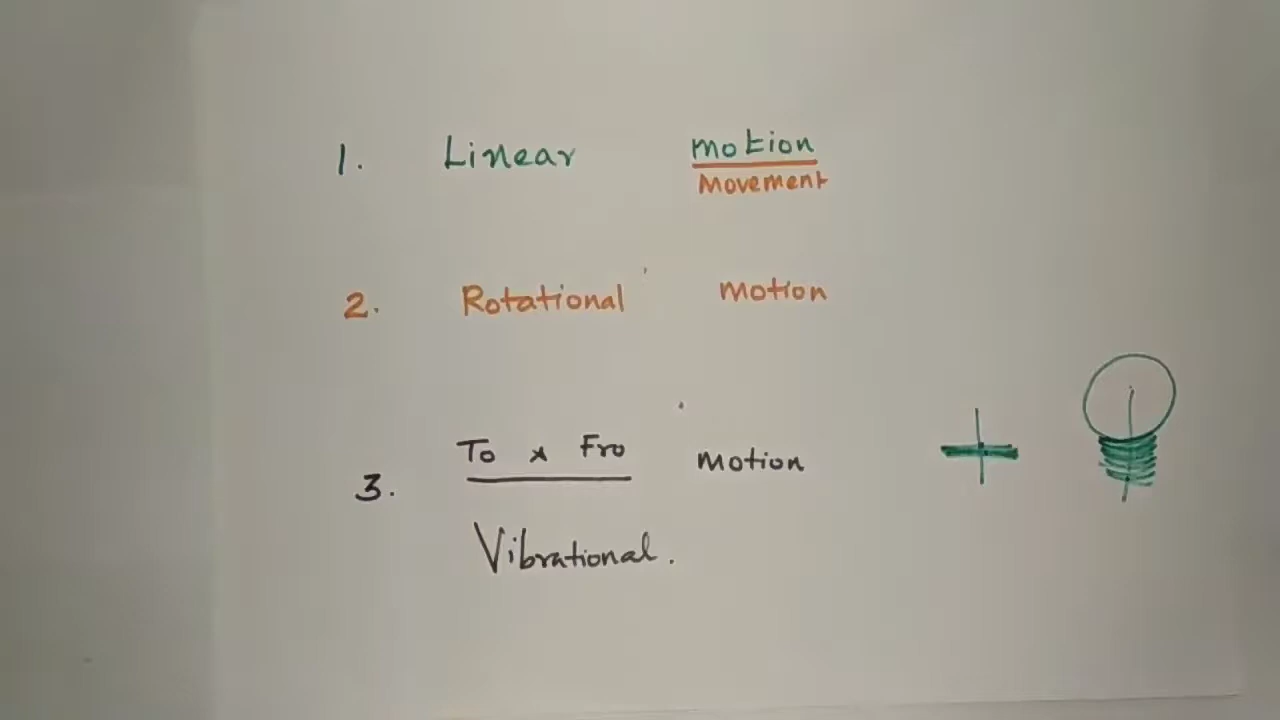 1. Linear motion
Movement
2. Rotational motion
3. To & Fro motion
Vibrational.